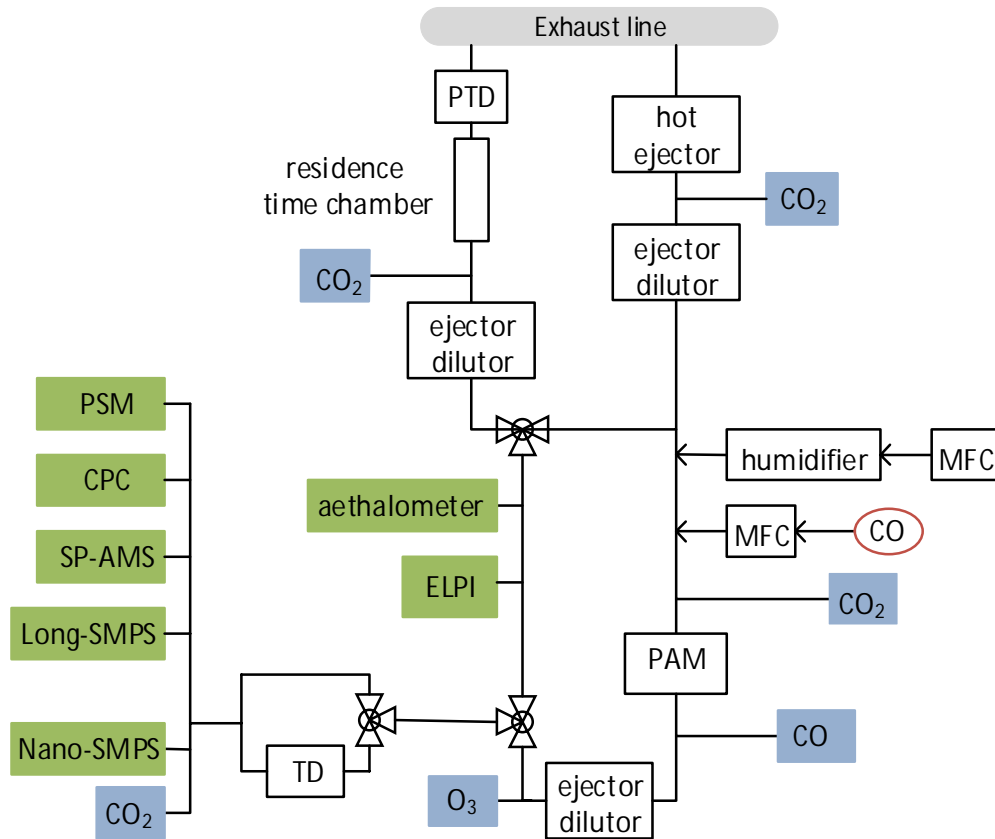 Exhaust line
PTD
hot
ejector
residence
time chamber
CO₂
CO₂
ejector
dilutor
ejector
dilutor
PSM
CPC
humidifier
MFC
aethalometer
MFC
CO
SP-AMS
ELPI
CO₂
Long-SMPS
PAM
Nano-SMPS
TD
CO
CO₂
O₃
ejector
dilutor